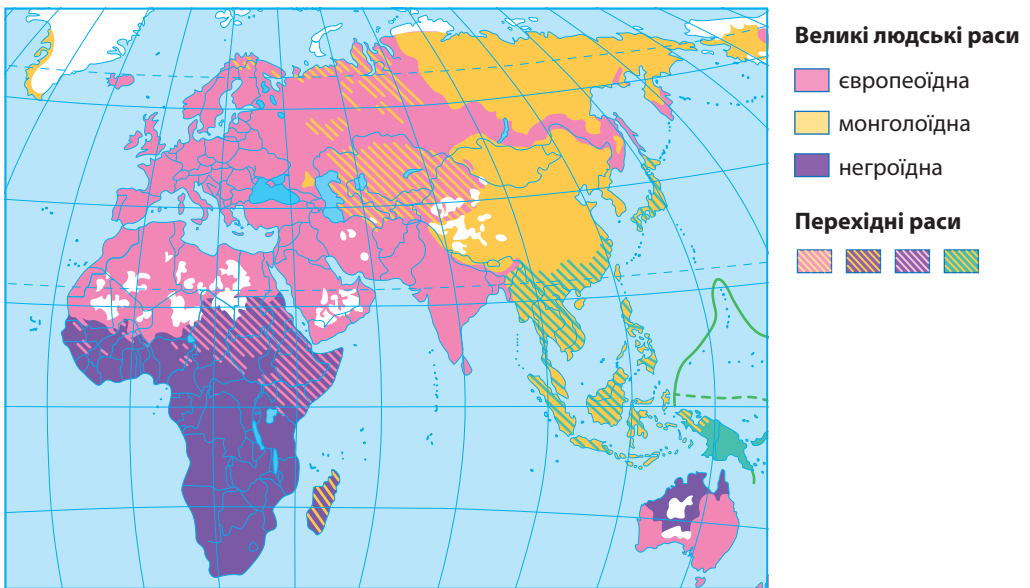 Великі людські раси
європеоїдна
монголоїдна
негроїдна
Перехідні раси